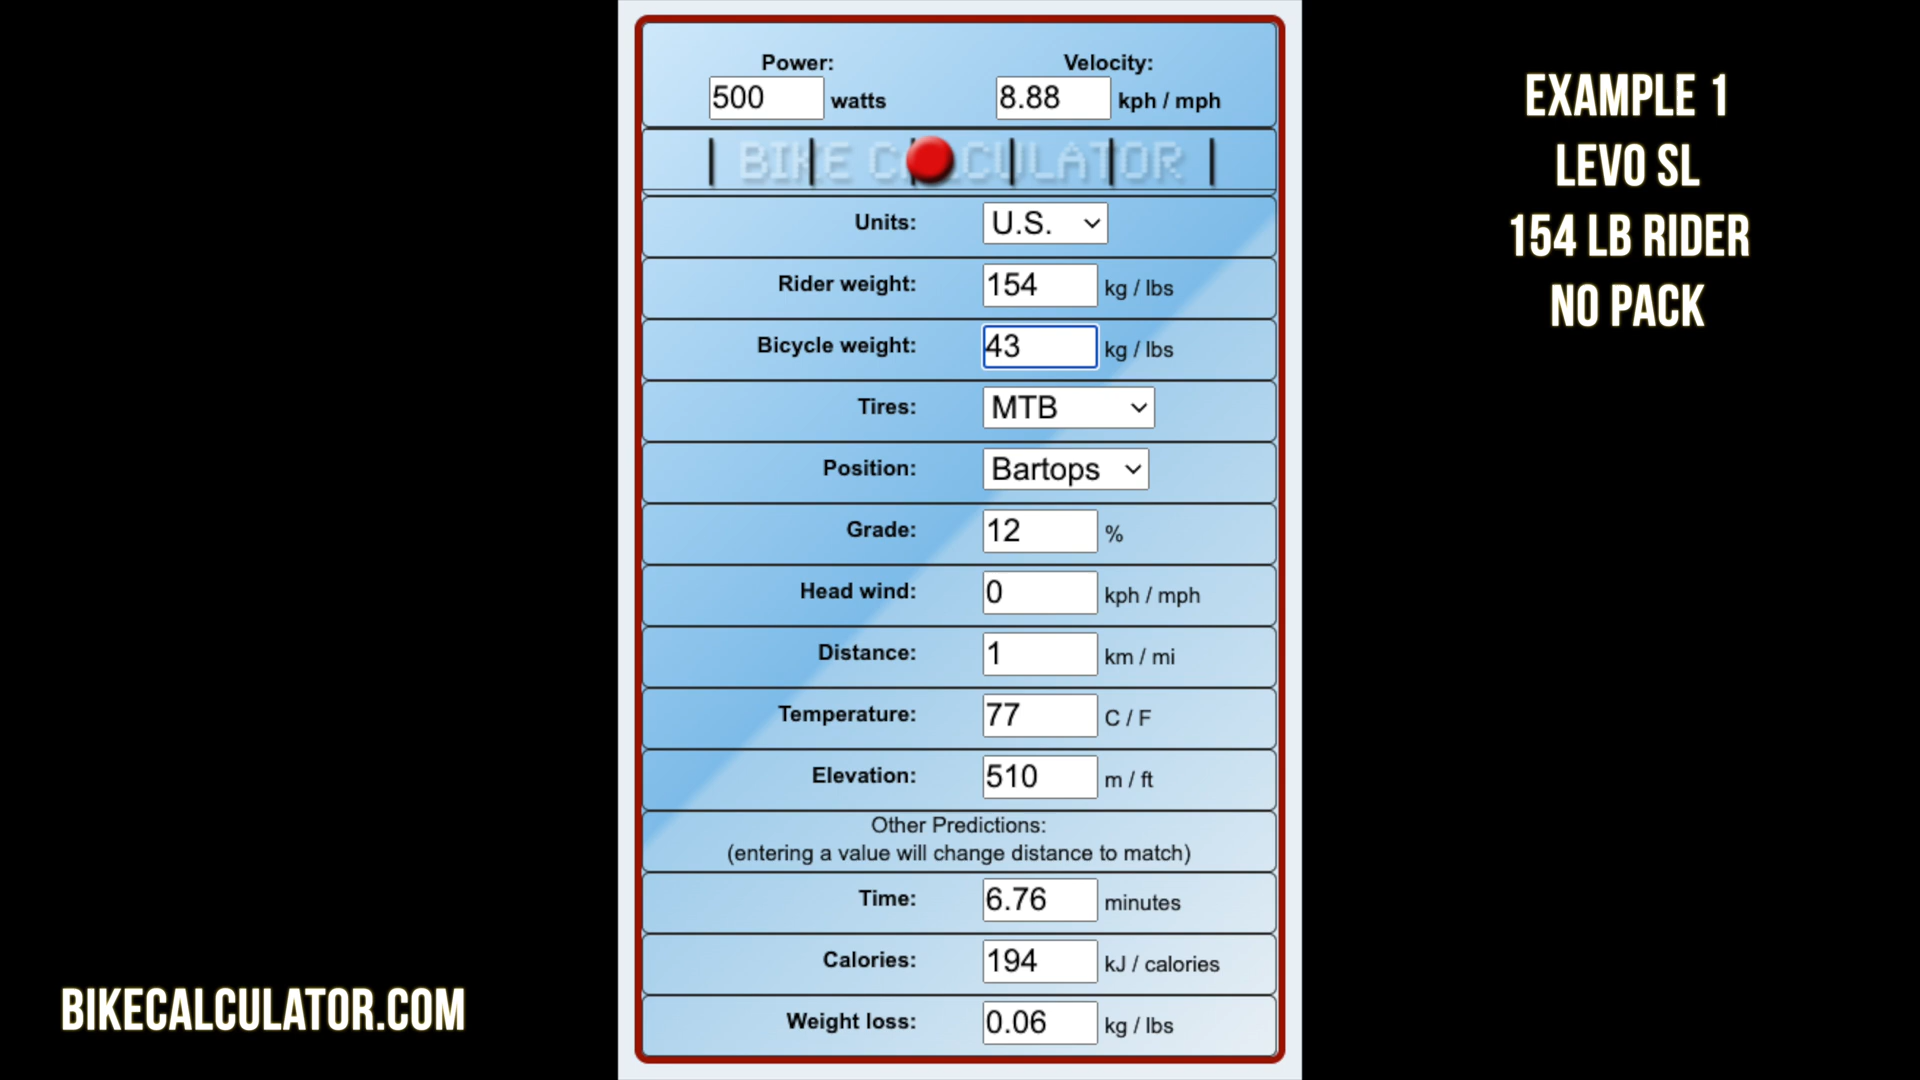 Power: Velocity:
500 watts 8.88 kph / mph
BIKE CALCULATOR
Units: U.S.
Rider weight: 154 kg / lbs
Bicycle weight: 43 kg / lbs
Tires: MTB
Position: Bartops
Grade: 12 %
Head wind: 0 kph / mph
Distance: 1 km / mi
Temperature: 77 C / F
Elevation: 510 m / ft
Other Predictions:
(entering a value will change distance to match)
Time: 6.76 minutes
Calories: 194 kJ / calories
Weight loss: 0.06 kg / lbs
EXAMPLE 1
LEVO SL
154 LB RIDER
NO PACK
BIKECALCULATOR.COM